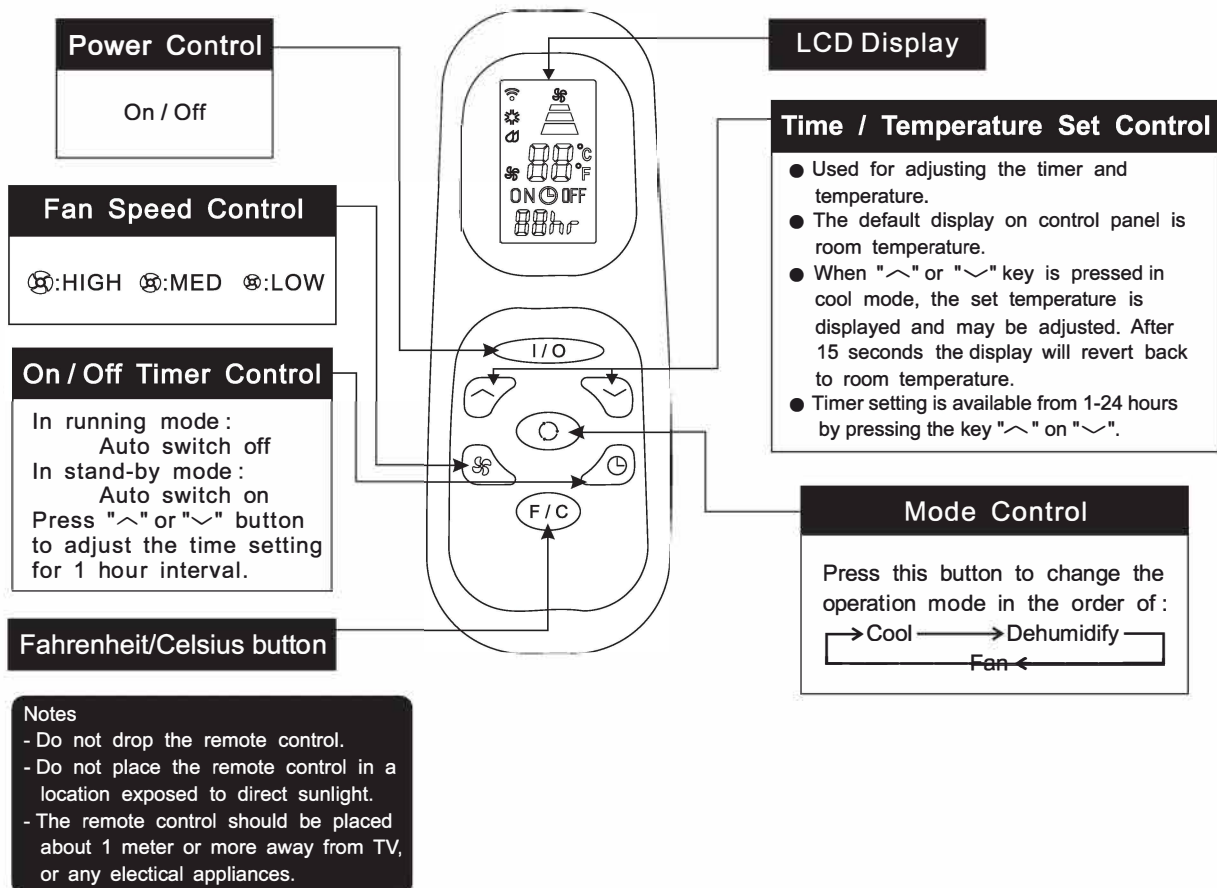 Power Control
On / Off
Fan Speed Control
:HIGH :MED :LOW
On / Off Timer Control
In running mode :
Auto switch off
In stand-by mode :
Auto switch on
Press "︿" or "﹀" button
to adjust the time setting
for 1 hour interval.
Fahrenheit/Celsius button
Notes
- Do not drop the remote control.
- Do not place the remote control in a
location exposed to direct sunlight.
- The remote control should be placed
about 1 meter or more away from TV,
or any electical appliances.
88°C
°F
ON OFF
88hr
I / O
F / C
LCD Display
Time / Temperature Set Control
● Used for adjusting the timer and
temperature.
● The default display on control panel is
room temperature.
● When "︿" or "﹀" key is pressed in
cool mode, the set temperature is
displayed and may be adjusted. After
15 seconds the display will revert back
to room temperature.
● Timer setting is available from 1-24 hours
by pressing the key "︿" on "﹀".
Mode Control
Press this button to change the
operation mode in the order of :
Cool Dehumidify
Fan